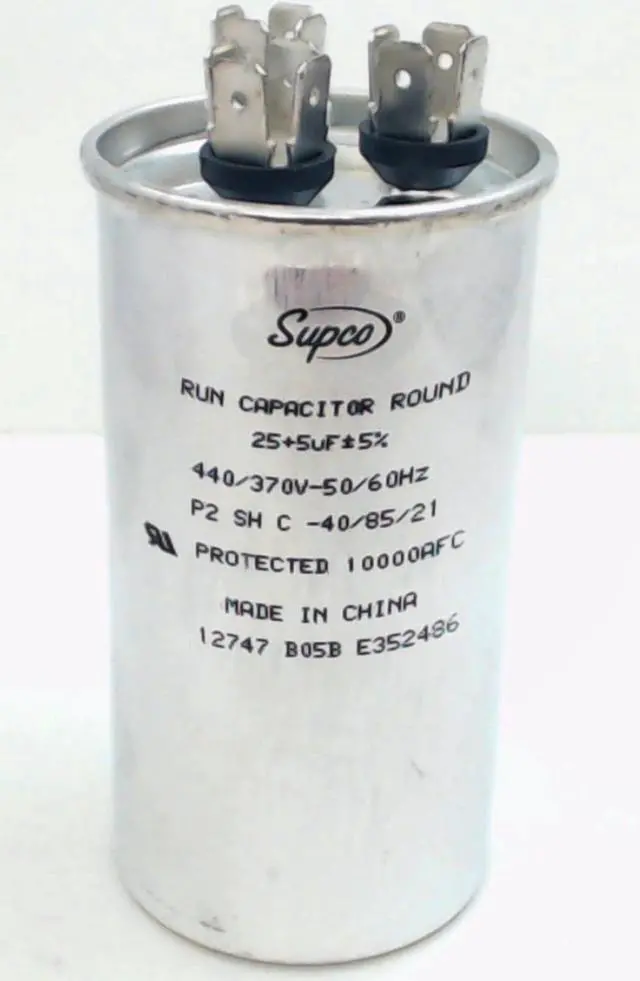 Supco®
RUN CAPACITOR ROUND
25+5uF±5%
440/370V-50/60Hz
P2 SH C -40/85/21
PROTECTED 10000AFC
MADE IN CHINA
12747 B05B E352486